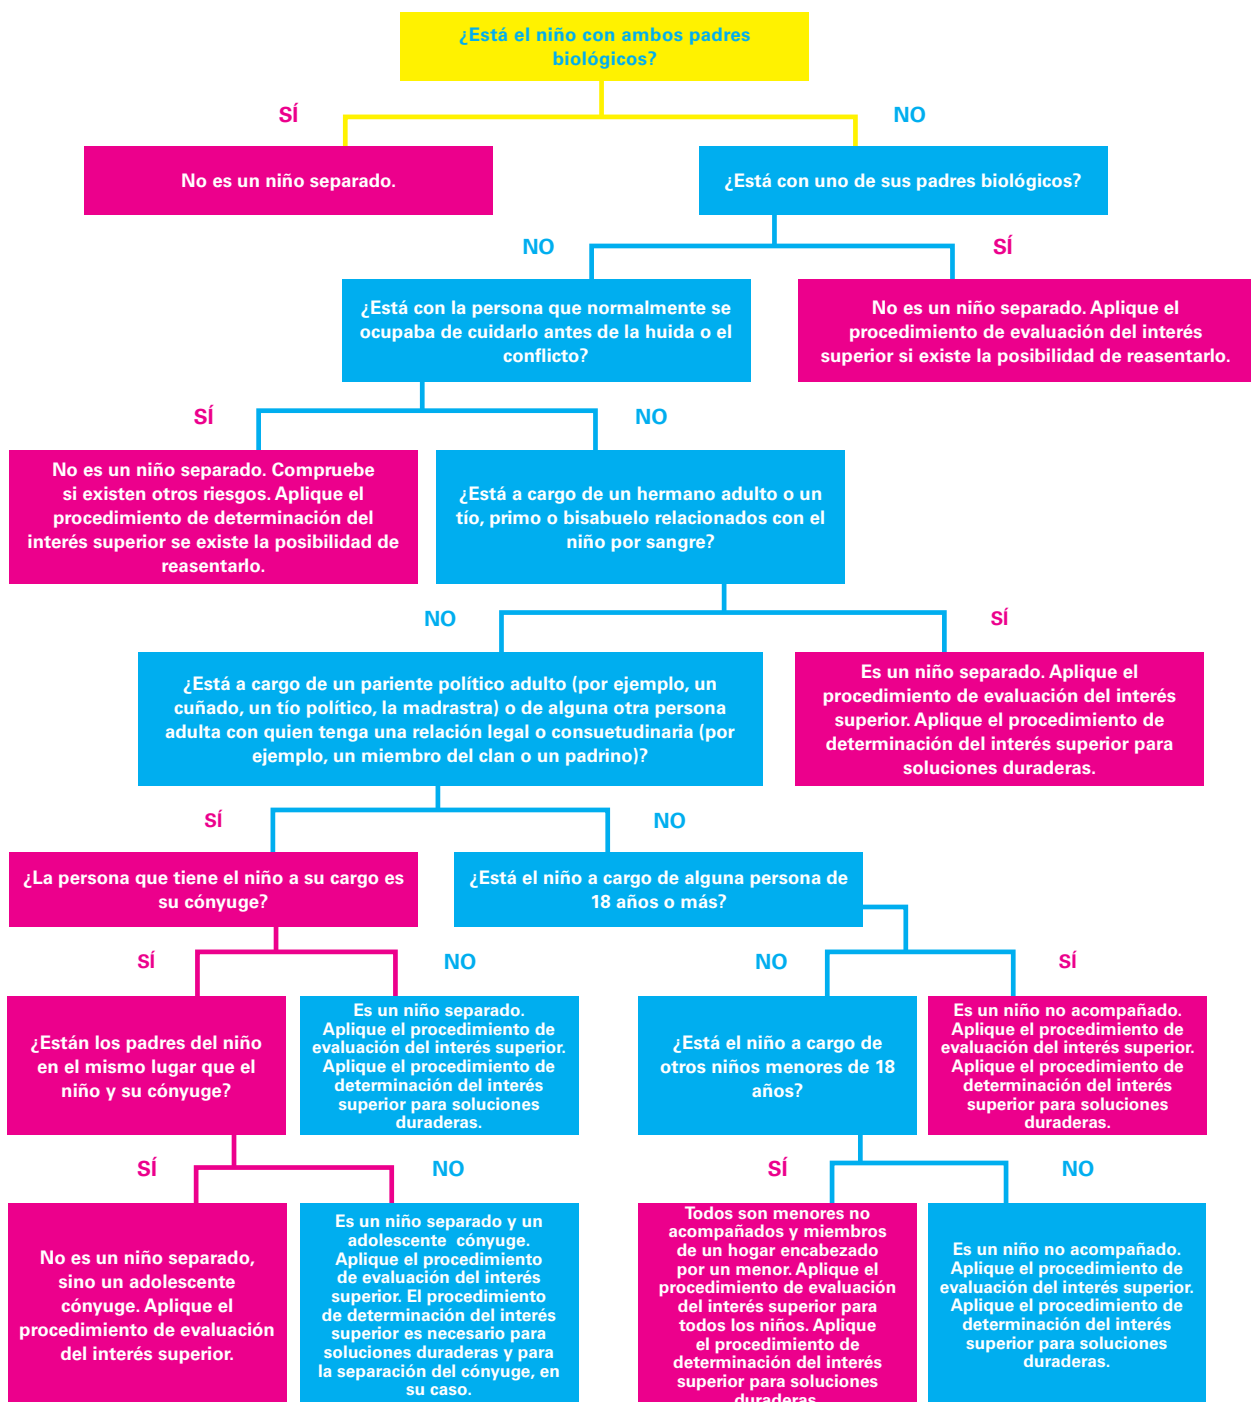 ¿Está el niño con ambos padres
biológicos?
SÍ
NO
No es un niño separado.
¿Está con uno de sus padres biológicos?
NO
SÍ
¿Está con la persona que normalmente se
ocupaba de cuidarlo antes de la huida o el
conflicto?
No es un niño separado. Aplique el
procedimiento de evaluación del interés
superior si existe la posibilidad de reasentarlo.
SÍ
NO
No es un niño separado. Compruebe
si existen otros riesgos. Aplique el
procedimiento de determinación del
interés superior se existe la posibilidad de
reasentarlo.
¿Está a cargo de un hermano adulto o un
tío, primo o bisabuelo relacionados con el
niño por sangre?
NO
SÍ
¿Está a cargo de un pariente político adulto (por ejemplo, un
cuñado, un tío político, la madrastra) o de alguna otra persona
adulta con quien tenga una relación legal o consuetudinaria (por
ejemplo, un miembro del clan o un padrino)?
Es un niño separado. Aplique el
procedimiento de evaluación del interés
superior. Aplique el procedimiento de
determinación del interés superior para
soluciones duraderas.
SÍ
NO
¿La persona que tiene el niño a su cargo es
su cónyuge?
¿Está el niño a cargo de alguna persona de
18 años o más?
SÍ
NO
NO
SÍ
¿Están los padres del niño
en el mismo lugar que el
niño y su cónyuge?
Es un niño separado.
Aplique el procedimiento de
evaluación del interés superior.
Aplique el procedimiento de
determinación del interés
superior para soluciones
duraderas.
¿Está el niño a cargo de
otros niños menores de 18
años?
Es un niño no acompañado.
Aplique el procedimiento de
evaluación del interés superior.
Aplique el procedimiento de
determinación del interés
superior para soluciones
duraderas.
SÍ
NO
SÍ
NO
No es un niño separado,
sino un adolescente
cónyuge. Aplique el
procedimiento de evaluación
del interés superior.
Es un niño separado y un
adolescente cónyuge.
Aplique el procedimiento
de evaluación del interés
superior. El procedimiento
de determinación del interés
superior es necesario para
soluciones duraderas y para
la separación del cónyuge, en
su caso.
Todos son menores no
acompañados y miembros
de un hogar encabezado
por un menor. Aplique el
procedimiento de evaluación
del interés superior para
todos los niños. Aplique
el procedimiento de
determinación del interés
superior para soluciones
duraderas.
Es un niño no acompañado.
Aplique el procedimiento de
evaluación del interés superior.
Aplique el procedimiento de
determinación del interés
superior para soluciones
duraderas.